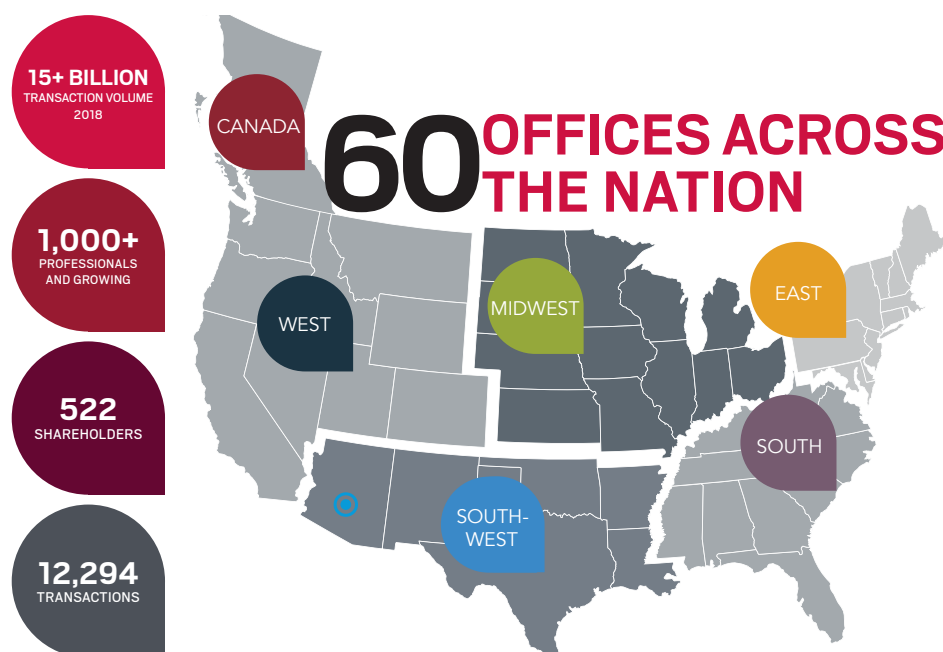 15+ BILLION
TRANSACTION VOLUME
2018
1,000+
PROFESSIONALS
AND GROWING
522
SHAREHOLDERS
12,294
TRANSACTIONS
60 OFFICES ACROSS
THE NATION
CANADA
WEST
MIDWEST
EAST
SOUTH
SOUTH-
WEST